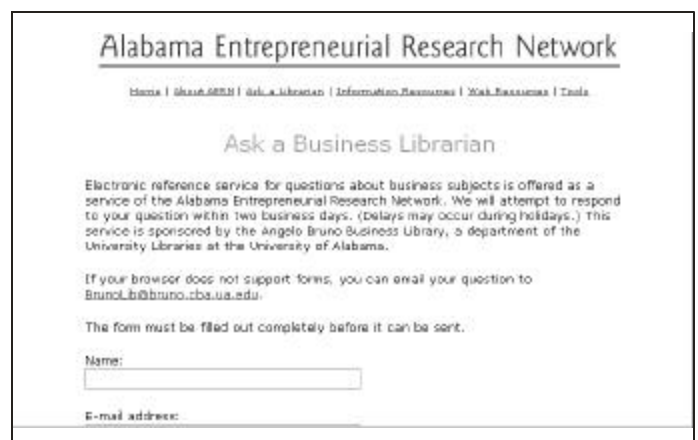 Alabama Entrepreneurial Research Network
Home | About AERN | Ask a Librarian | Information Resources | Web Resources | Tools
Ask a Business Librarian
Electronic reference service for questions about business subjects is offered as a
service of the Alabama Entrepreneurial Research Network. We will attempt to respond
to your question within two business days. (Delays may occur during holidays.) This
service is sponsored by the Angelo Bruno Business Library, a department of the
University Libraries at the University of Alabama.
If your browser does not support forms, you can email your question to
BrunoLib@bruno.cba.ua.edu.
The form must be filled out completely before it can be sent.
Name:
E-mail address: